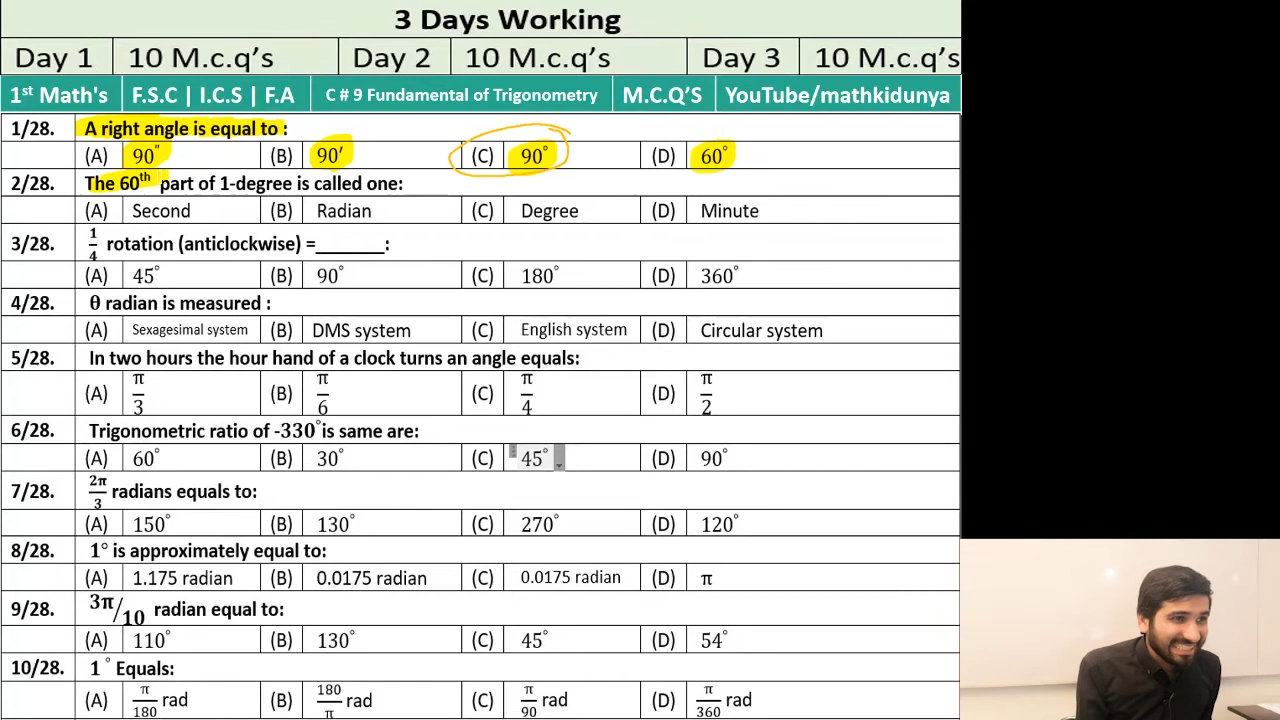 3 Days Working
Day 1 10 M.c.q's Day 2 10 M.c.q's Day 3 10 M.c.q's
1st Math's F.S.C | I.C.S | F.A C # 9 Fundamental of Trigonometry M.C.Q'S YouTube/mathkidunya
1/28. A right angle is equal to :
(A) 90″ (B) 90′ (C) 90° (D) 60°
2/28. The 60th part of 1-degree is called one:
(A) Second (B) Radian (C) Degree (D) Minute
3/28. 1/4 rotation (anticlockwise) =_______:
(A) 45° (B) 90° (C) 180° (D) 360°
4/28. θ radian is measured :
(A) Sexagesimal system (B) DMS system (C) English system (D) Circular system
5/28. In two hours the hour hand of a clock turns an angle equals:
(A) π/3 (B) π/6 (C) π/4 (D) π/2
6/28. Trigonometric ratio of -330° is same are:
(A) 60° (B) 30° (C) 45° (D) 90°
7/28. 2π/3 radians equals to:
(A) 150° (B) 130° (C) 270° (D) 120°
8/28. 1° is approximately equal to:
(A) 1.175 radian (B) 0.0175 radian (C) 0.0175 radian (D) π
9/28. 3π/10 radian equal to:
(A) 110° (B) 130° (C) 45° (D) 54°
10/28. 1° Equals:
(A) π/180 rad (B) 180/π rad (C) π/90 rad (D) π/360 rad